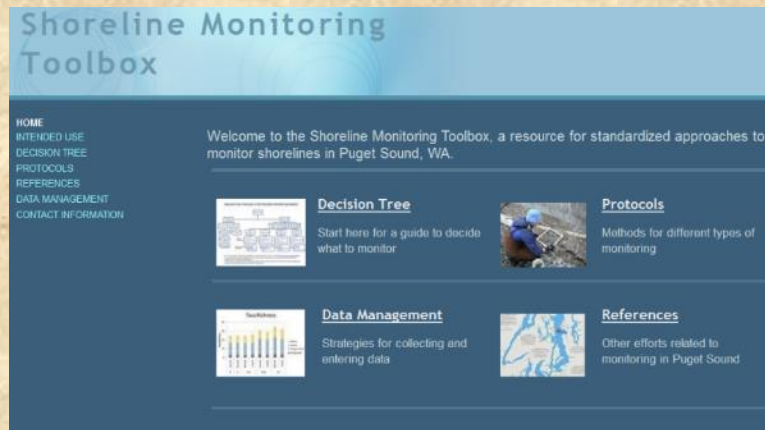 Shoreline Monitoring
Toolbox
HOME
INTENDED USE
DECISION TREE
PROTOCOLS
REFERENCES
DATA MANAGEMENT
CONTACT INFORMATION
Welcome to the Shoreline Monitoring Toolbox, a resource for standardized approaches to
monitor shorelines in Puget Sound, WA.
Decision Tree
Start here for a guide to decide
what to monitor
Protocols
Methods for different types of
monitoring
Data Management
Strategies for collecting and
entering data
References
Other efforts related to
monitoring in Puget Sound